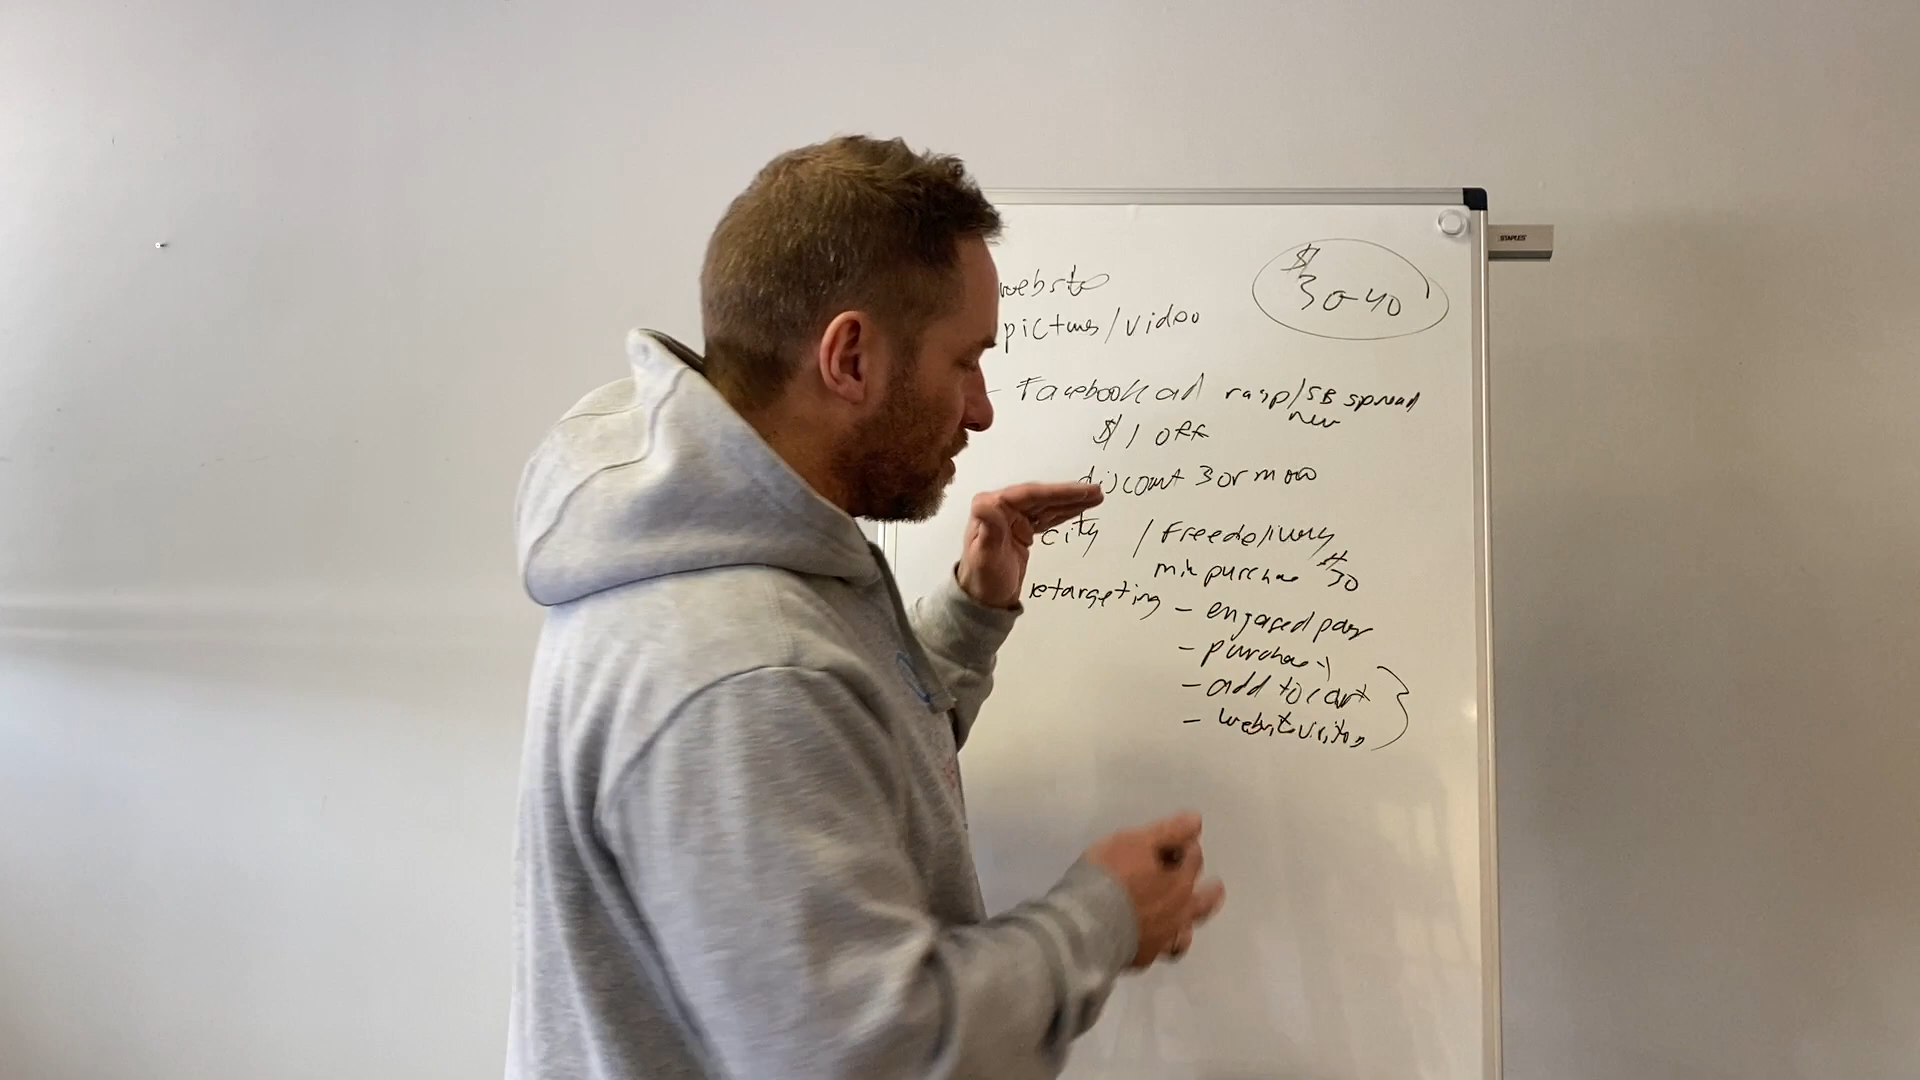 STAPLES
$
30-40
website
pictures/video
- Facebook ad rasp/SB spread
new
$1 off
discount 3 or more
city / Free delivery
min purchase $30
retargeting - engaged page
- purchased
- add to cart
- website visitors